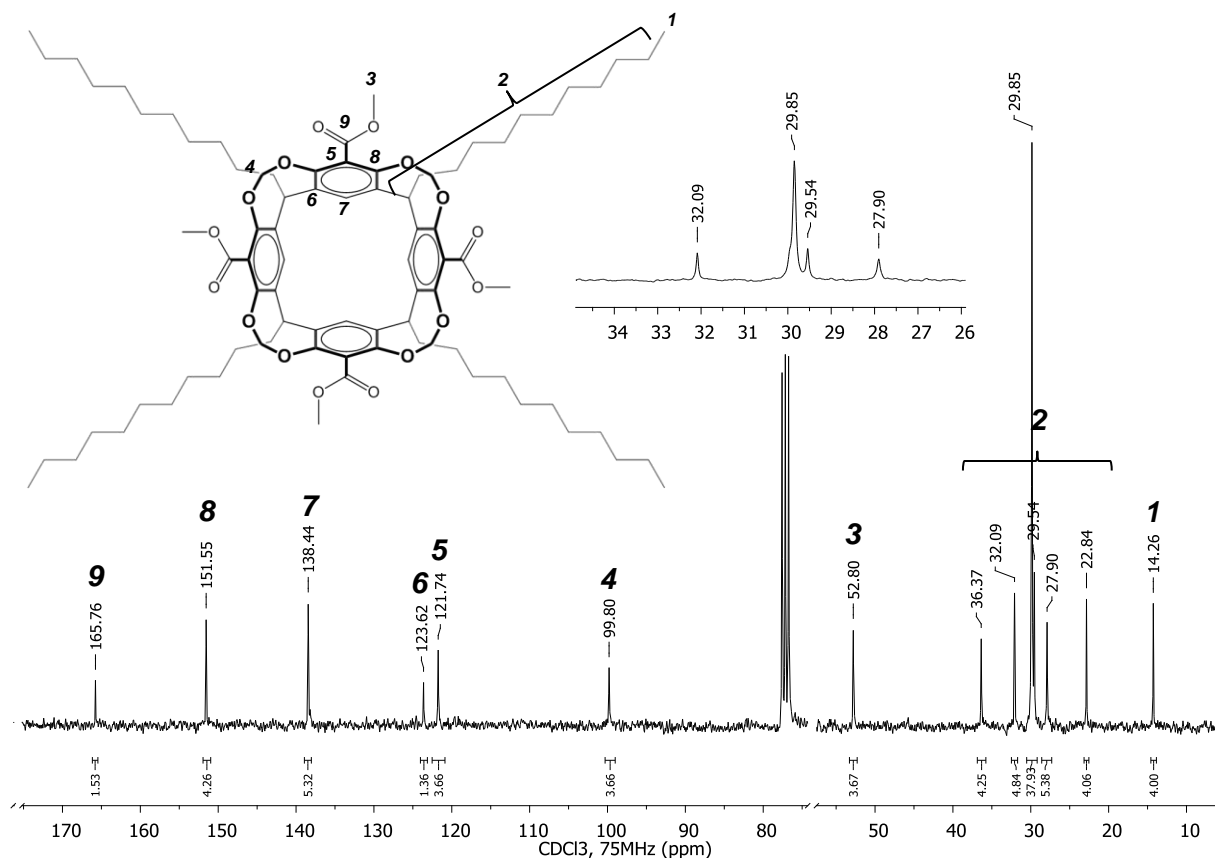 1
2
3
9
O
O
5
8
4
O
O
6
7
O
O
O
O
O
O
O
O
O
O
O
O
O
O
29.85
32.09
29.54
27.90
34 33 32 31 30 29 28 27 26
29.85
2
9
8
7
6
5
4
3
1
165.76
151.55
138.44
123.62
121.74
99.80
52.80
36.37
32.09
29.54
27.90
22.84
14.26
1.53
4.26
5.32
1.36
3.66
3.66
3.67
4.25
4.84
37.93
5.38
4.06
4.00
170 160 150 140 130 120 110 100 90 80 50 40 30 20 10
CDCl3, 75MHz (ppm)